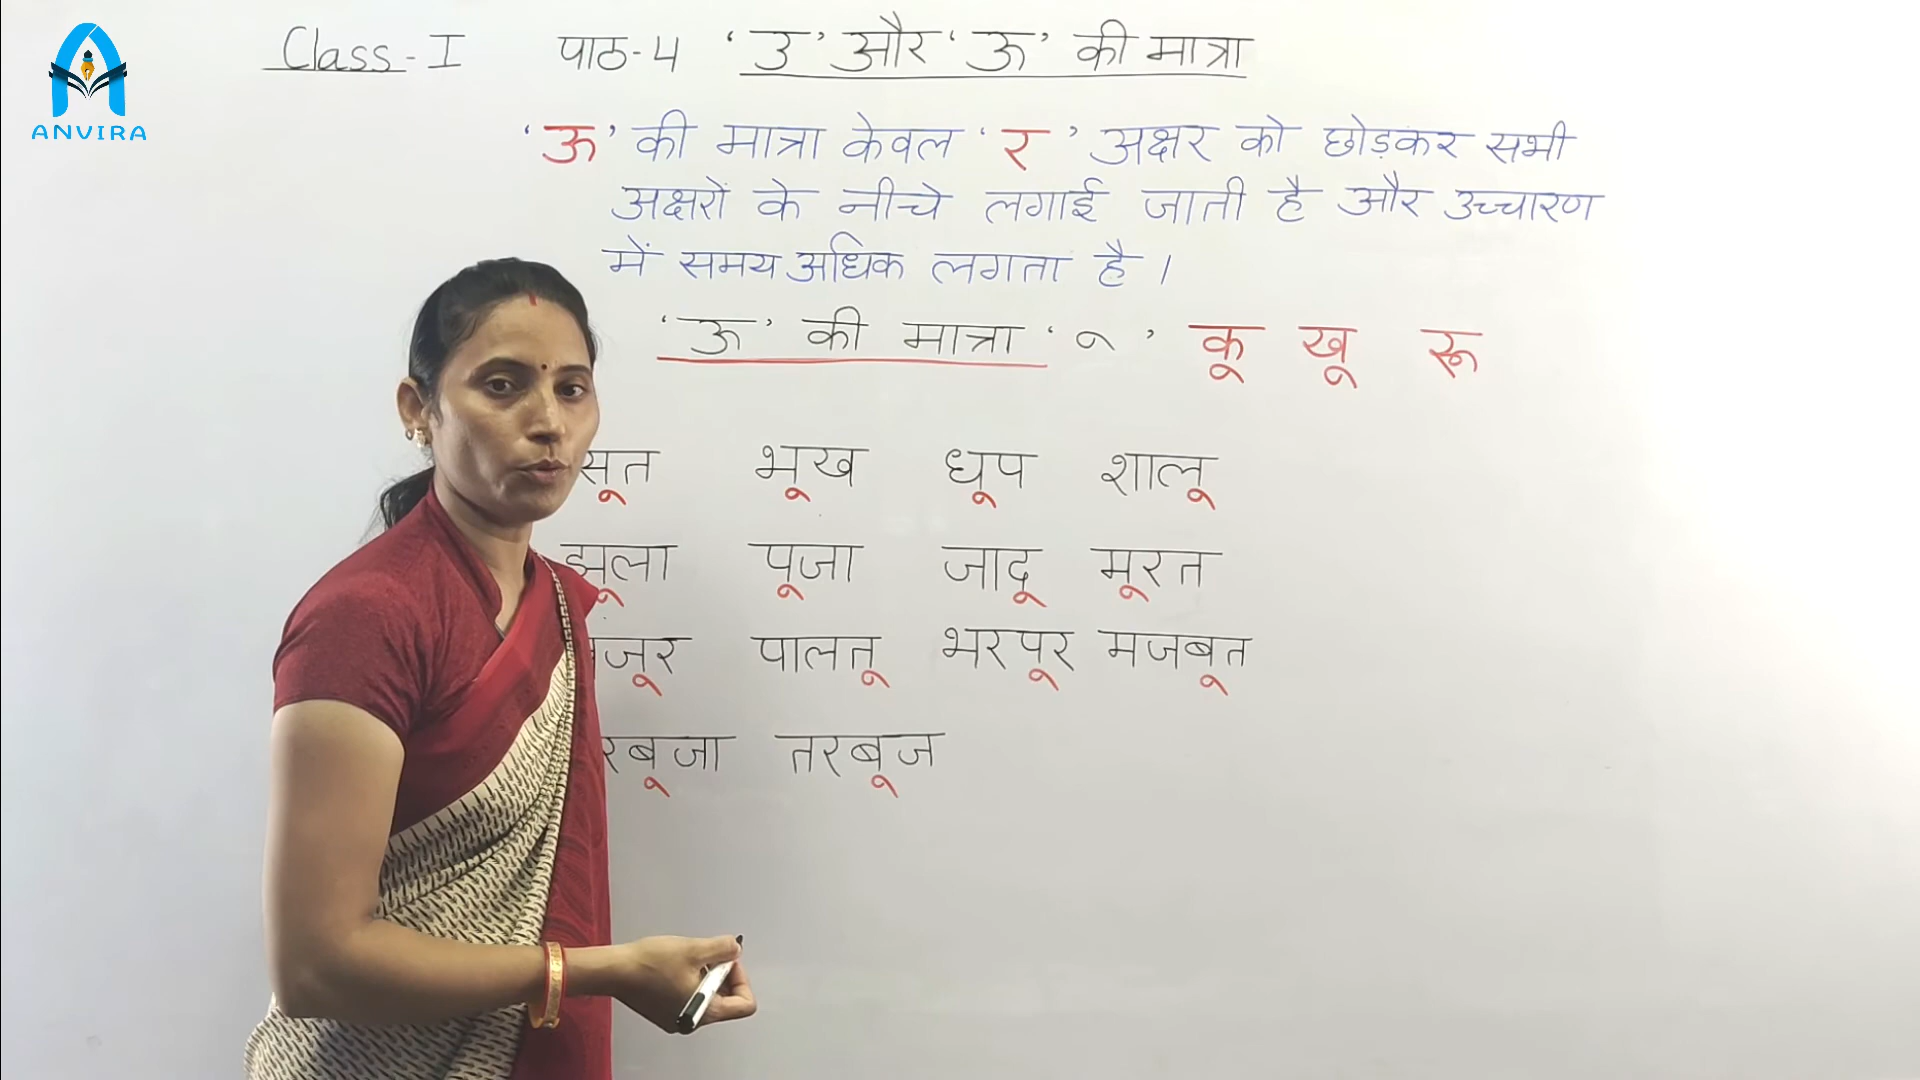 ANVIRA
Class-I पाठ-4 'उ' और 'ऊ' की मात्रा
'ऊ' की मात्रा केवल 'र' अक्षर को छोड़कर सभी
अक्षरों के नीचे लगाई जाती है और उच्चारण
में समय अधिक लगता है।
'ऊ' की मात्रा 'ू' कू खू रू
सूत भूख धूप शालू
झूला पूजा जादू मूरत
पालतू भरपूर मजबूत
तरबूज